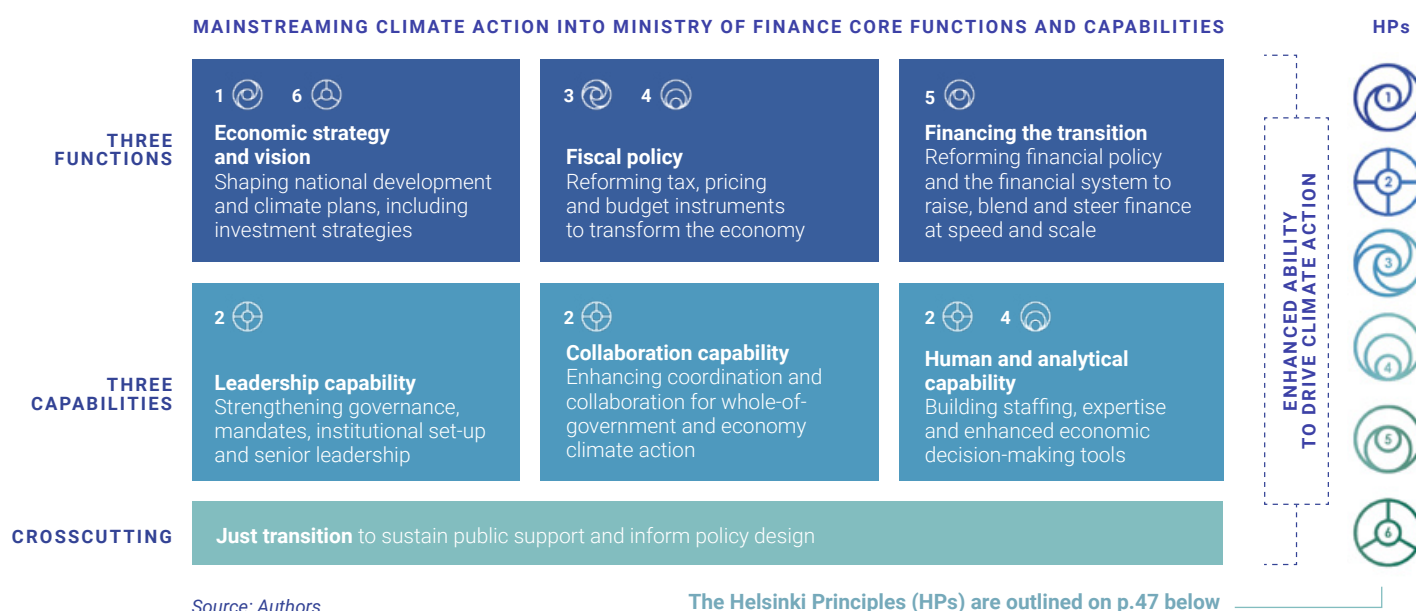 MAINSTREAMING CLIMATE ACTION INTO MINISTRY OF FINANCE CORE FUNCTIONS AND CAPABILITIES
HPs
THREE
FUNCTIONS
1 6
Economic strategy
and vision
Shaping national development
and climate plans, including
investment strategies
3 4
Fiscal policy
Reforming tax, pricing
and budget instruments
to transform the economy
5
Financing the transition
Reforming financial policy
and the financial system to
raise, blend and steer finance
at speed and scale
THREE
CAPABILITIES
2
Leadership capability
Strengthening governance,
mandates, institutional set-up
and senior leadership
2
Collaboration capability
Enhancing coordination and
collaboration for whole-of-
government and economy
climate action
2 4
Human and analytical
capability
Building staffing, expertise
and enhanced economic
decision-making tools
CROSSCUTTING
Just transition to sustain public support and inform policy design
ENHANCED ABILITY
TO DRIVE CLIMATE ACTION
1
2
3
4
5
6
Source: Authors
The Helsinki Principles (HPs) are outlined on p.47 below